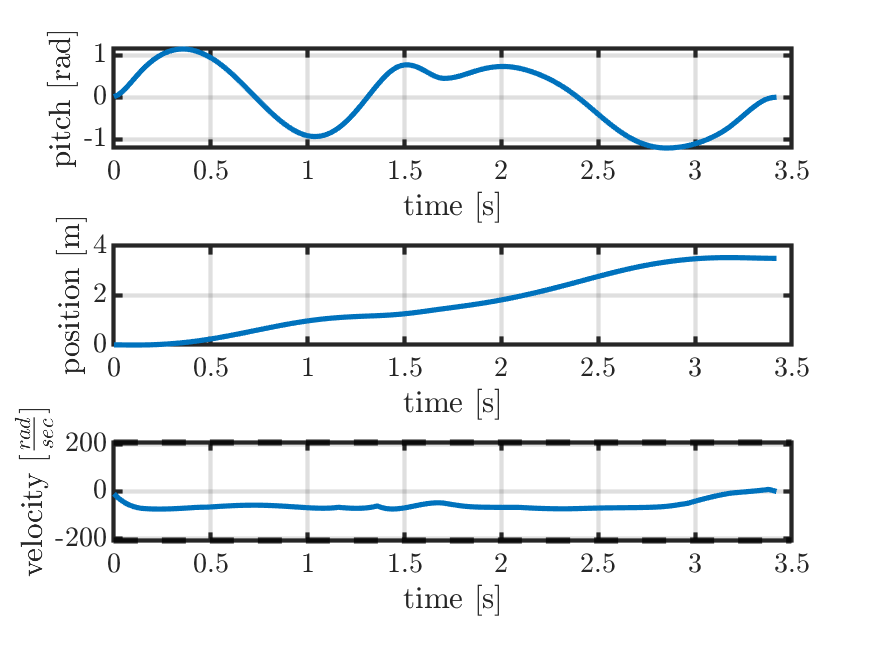 pitch [rad]
1
0
-1
0 0.5 1 1.5 2 2.5 3 3.5
time [s]
position [m]
4
2
0
0 0.5 1 1.5 2 2.5 3 3.5
time [s]
velocity [rad/sec]
200
0
-200
0 0.5 1 1.5 2 2.5 3 3.5
time [s]